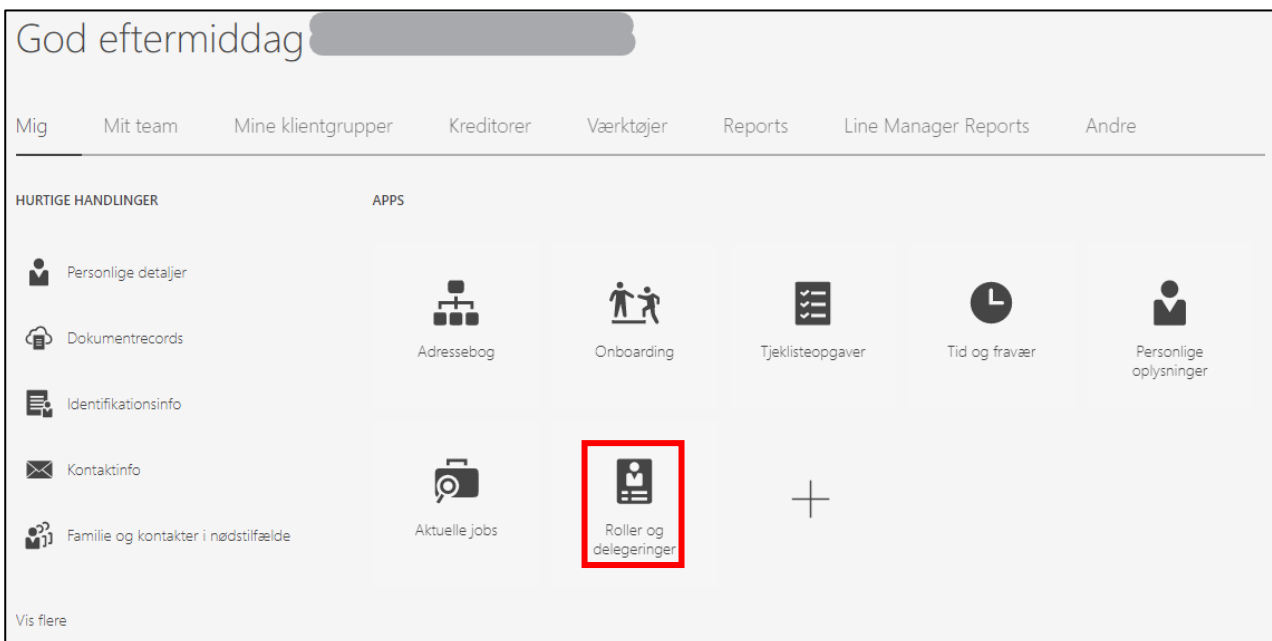 God eftermiddag
Mig Mit team Mine klientgrupper Kreditorer Værktøjer Reports Line Manager Reports Andre
HURTIGE HANDLINGER
Personlige detaljer
Dokumentrecords
Identifikationsinfo
Kontaktinfo
Familie og kontakter i nødstilfælde
Vis flere
APPS
Adressebog
Onboarding
Tjeklisteopgaver
Tid og fravær
Personlige
oplysninger
Aktuelle jobs
Roller og
delegeringer